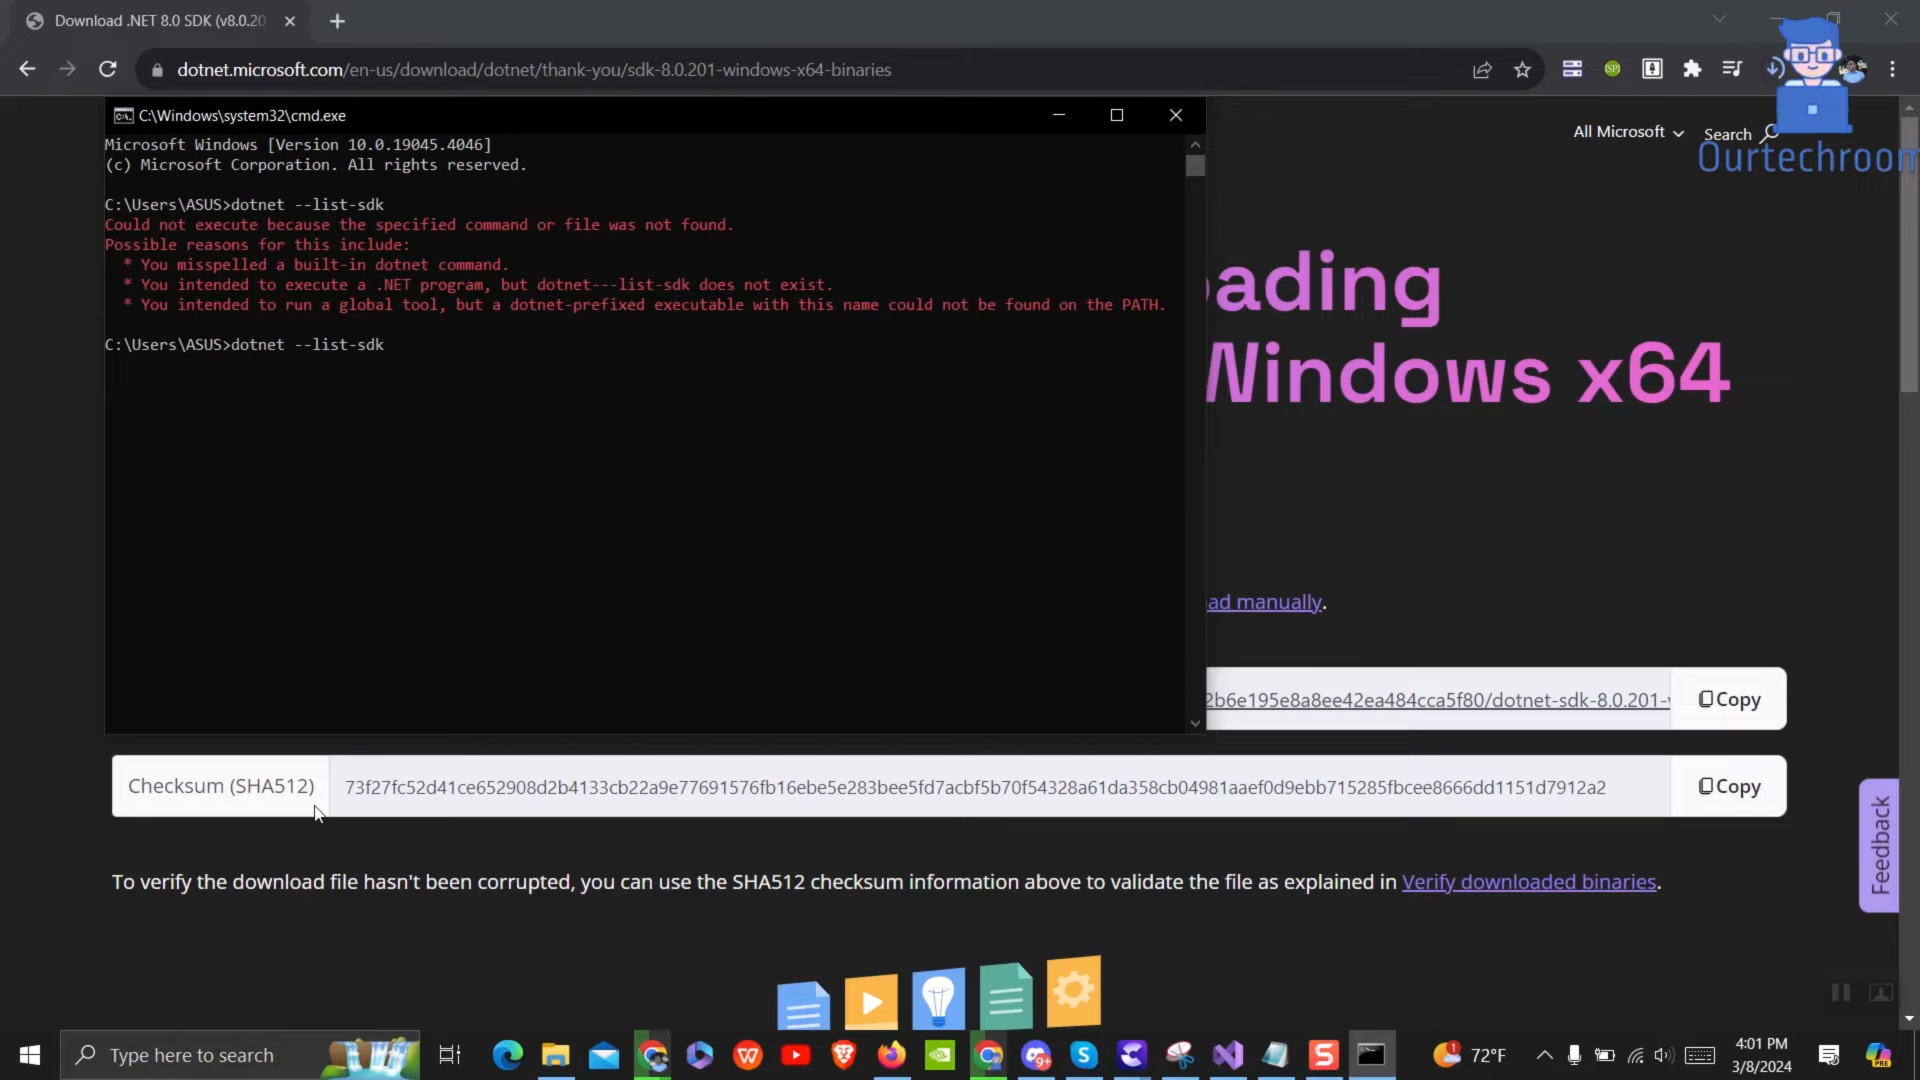 Download .NET 8.0 SDK (v8.0.20
dotnet.microsoft.com/en-us/download/dotnet/thank-you/sdk-8.0.201-windows-x64-binaries
C:\Windows\system32\cmd.exe
Microsoft Windows [Version 10.0.19045.4046]
(c) Microsoft Corporation. All rights reserved.
C:\Users\ASUS>dotnet --list-sdk
Could not execute because the specified command or file was not found.
Possible reasons for this include:
* You misspelled a built-in dotnet command.
* You intended to execute a .NET program, but dotnet---list-sdk does not exist.
* You intended to run a global tool, but a dotnet-prefixed executable with this name could not be found on the PATH.
C:\Users\ASUS>dotnet --list-sdk
All Microsoft
Search
Ourtechroom
ading
Windows x64
ad manually.
2b6e195e8a8ee42ea484cca5f80/dotnet-sdk-8.0.201-
Copy
Checksum (SHA512)
73f27fc52d41ce652908d2b4133cb22a9e77691576fb16ebe5e283bee5fd7acbf5b70f54328a61da358cb04981aaef0d9ebb715285fbcee8666dd1151d7912a2
Copy
Feedback
To verify the download file hasn't been corrupted, you can use the SHA512 checksum information above to validate the file as explained in Verify downloaded binaries.
Type here to search
9+
1
72°F
4:01 PM
3/8/2024
PRE